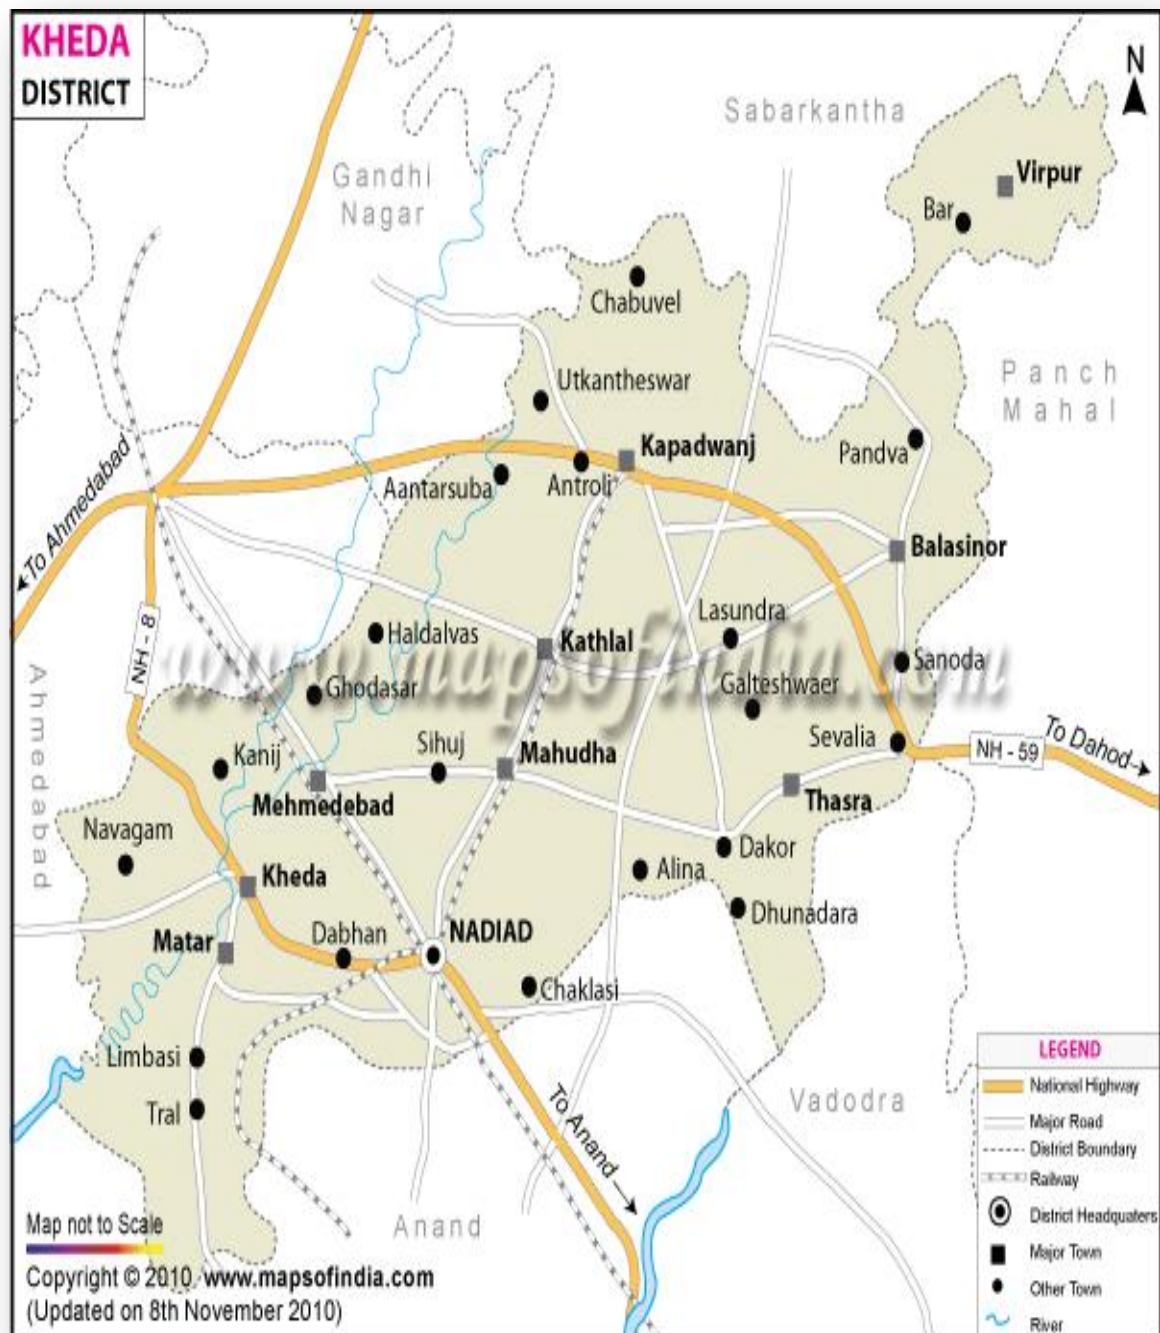 KHEDA
DISTRICT
N
Sabarkantha
Gandhi
Nagar
Virpur
Bar
Chabuvel
Panch
Mahal
Utkantheswar
Kapadwanj
Pandva
Aantarsuba
Antroli
To Ahmedabad
Balasinor
NH - 8
Lasundra
Haldalvas
Kathlal
Sanoda
www.mapsofindia.com
Ghodasar
Galteshwaer
Ahmedabad
Kanij
Sihuj
Mahudha
Sevalia
NH - 59
To Dahod
Mehmedebad
Thasra
Navagam
Dakor
Kheda
Alina
Dhunadara
Matar
Dabhan
NADIAD
Chaklasi
Limbasi
Tral
To Anand
Vadodra
Anand
LEGEND
National Highway
Major Road
District Boundary
Railway
District Headquaters
Major Town
Other Town
River
Map not to Scale
Copyright © 2010 www.mapsofindia.com
(Updated on 8th November 2010)